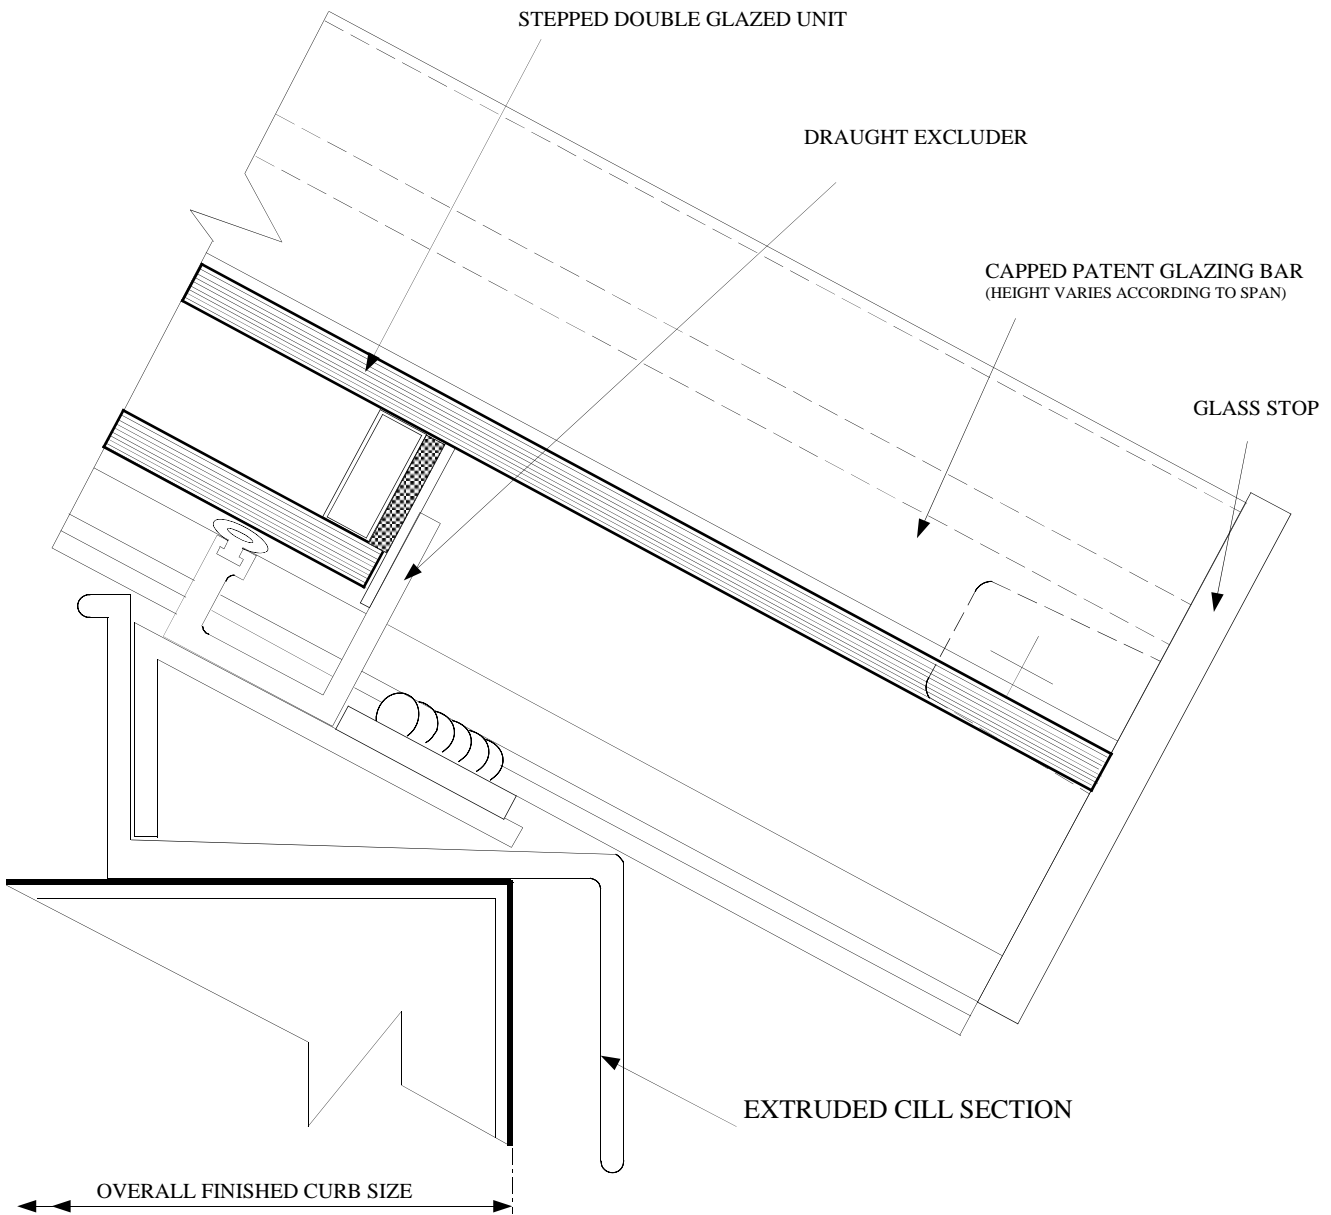 STEPPED DOUBLE GLAZED UNIT
DRAUGHT EXCLUDER
CAPPED PATENT GLAZING BAR
(HEIGHT VARIES ACCORDING TO SPAN)
GLASS STOP
EXTRUDED CILL SECTION
OVERALL FINISHED CURB SIZE